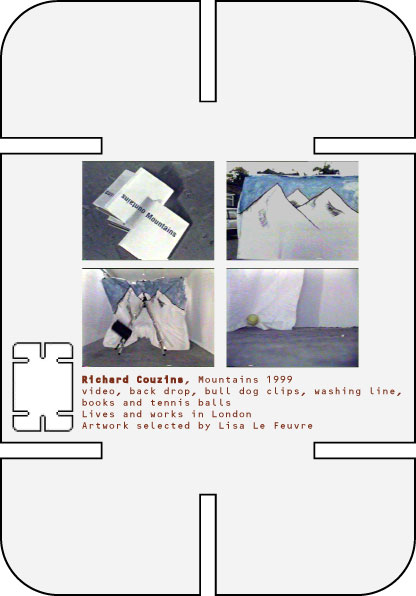 Mountains
Richard Couzins, Mountains 1999
video, back drop, bull dog clips, washing line,
books and tennis balls
Lives and works in London
Artwork selected by Lisa Le Feuvre